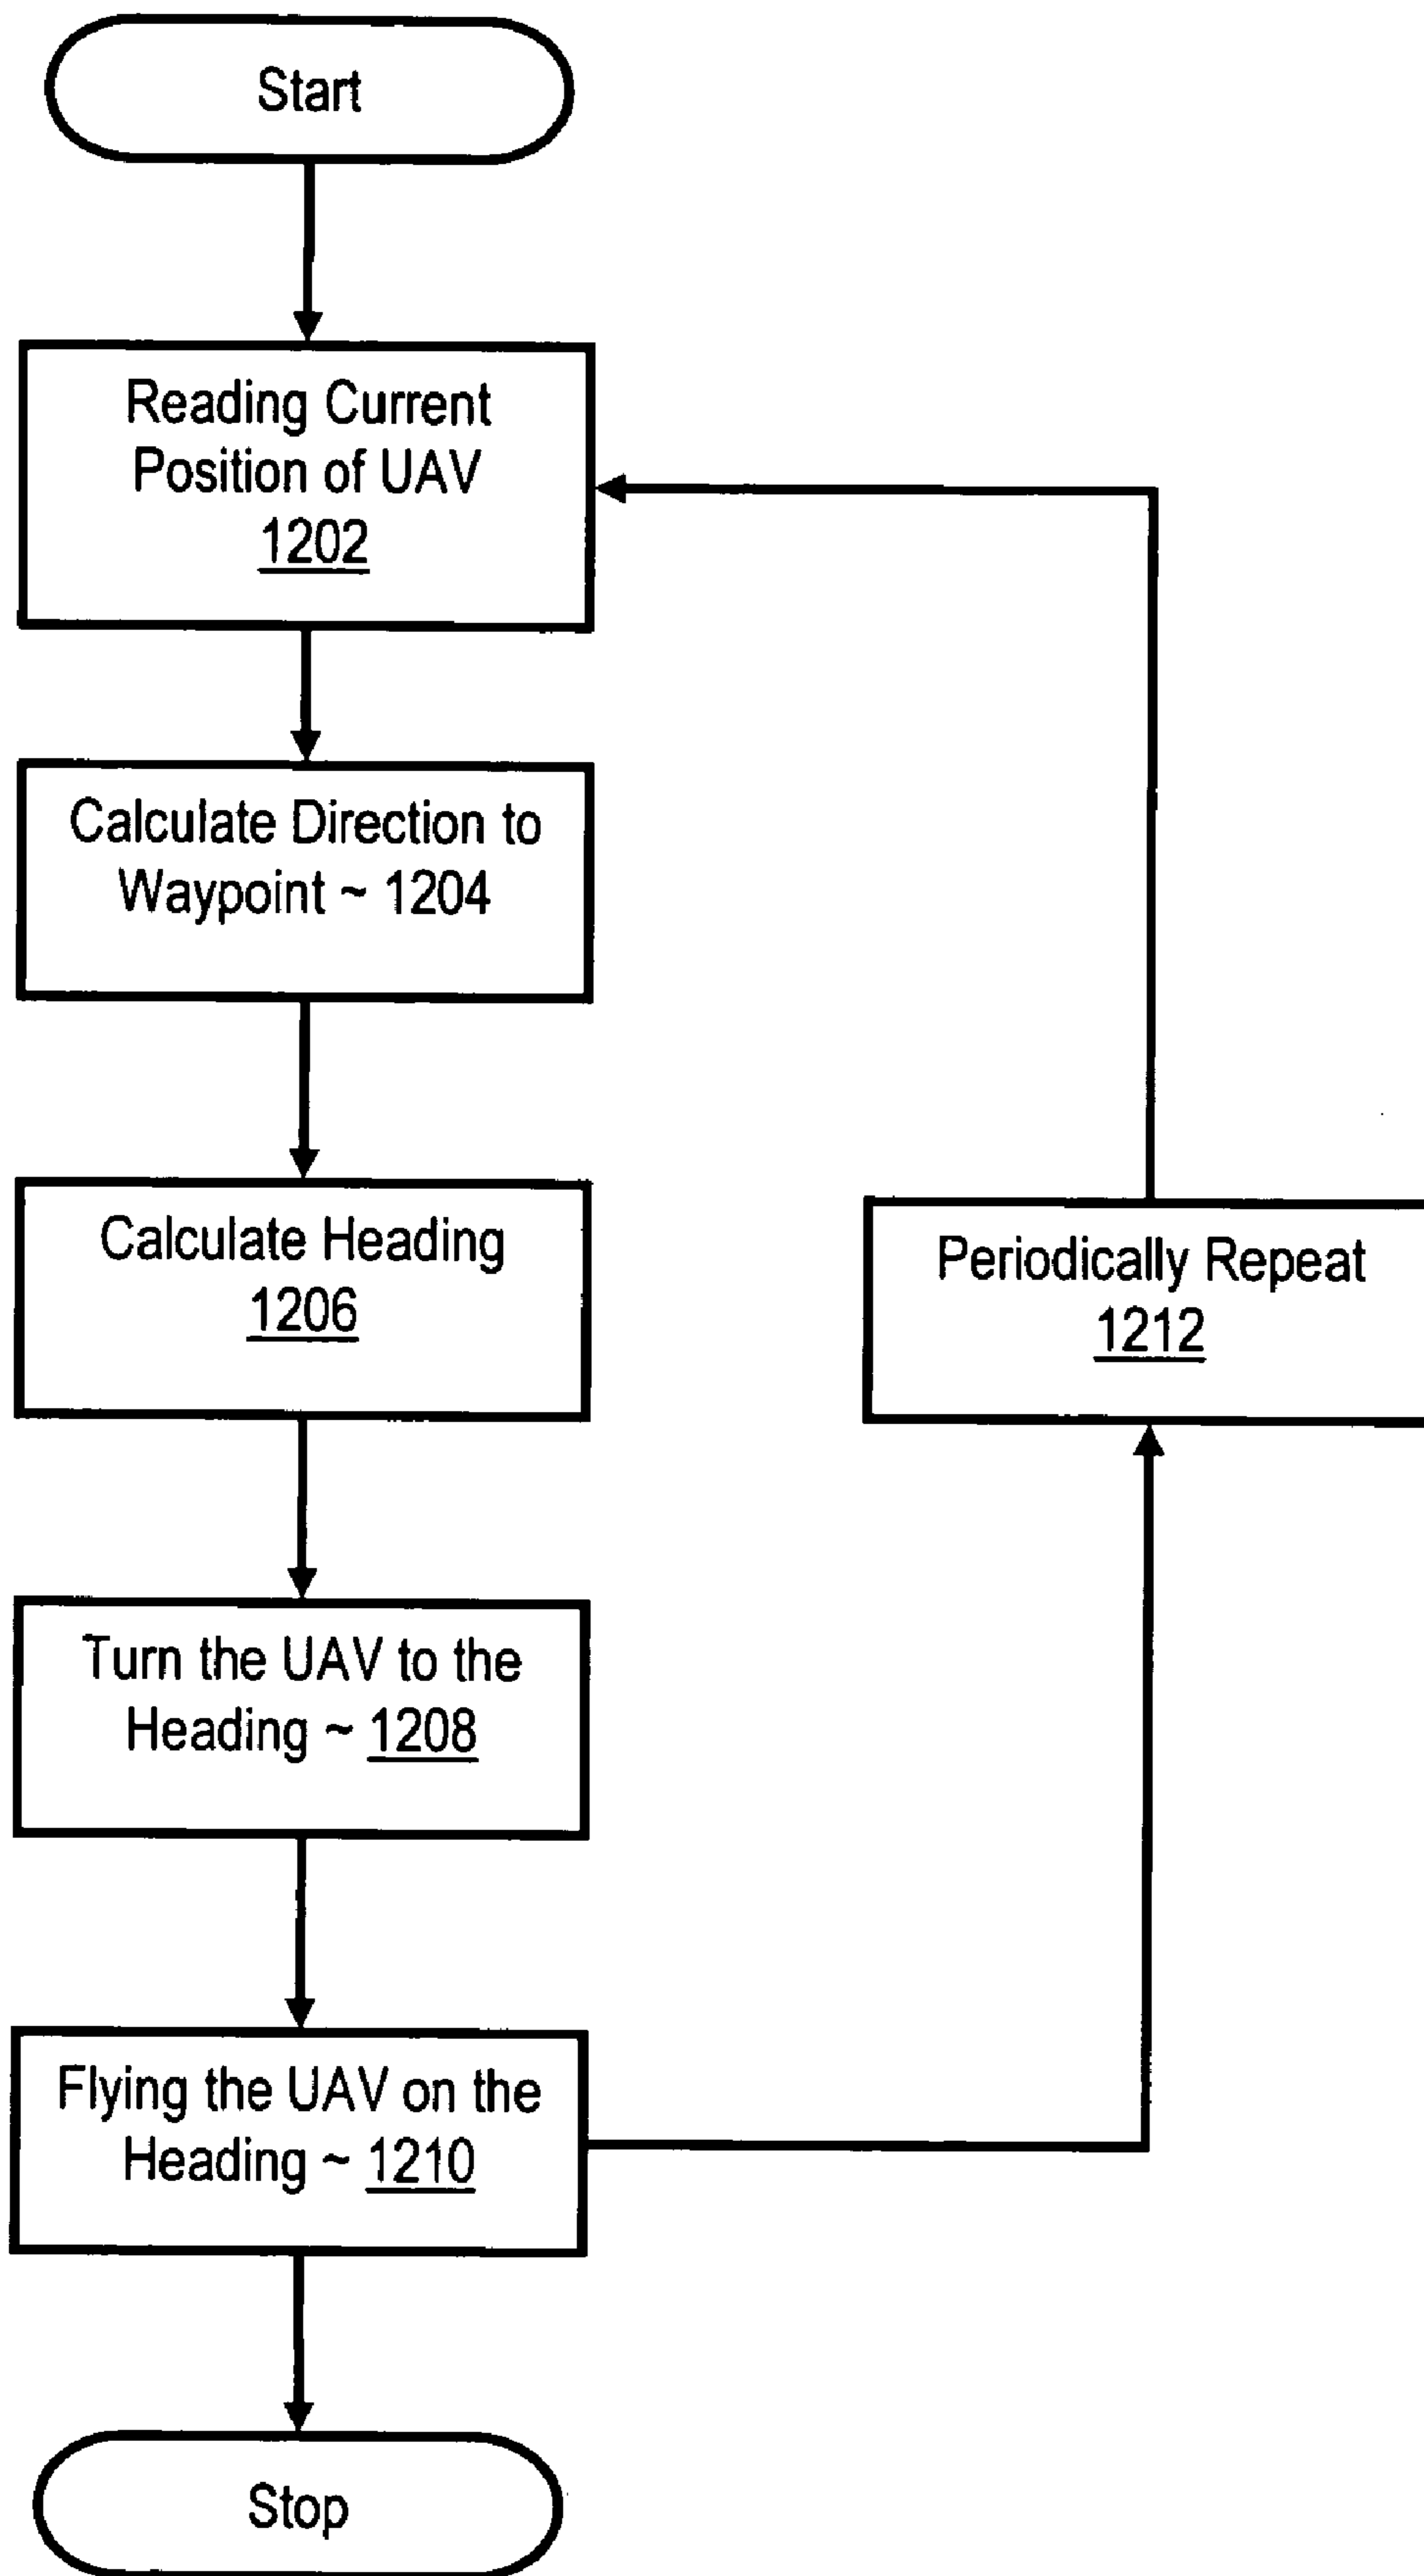 Start
Reading Current
Position of UAV
1202
Calculate Direction to
Waypoint ~ 1204
Calculate Heading
1206
Periodically Repeat
1212
Turn the UAV to the
Heading ~ 1208
Flying the UAV on the
Heading ~ 1210
Stop